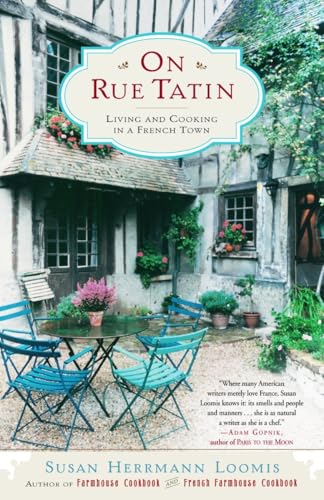 On
Rue Tatin
Living and Cooking
in a French Town
"Where many American
writers merely love France, Susan
Loomis knows it: its smells and people
and manners . . . she is as natural
a writer as she is a chef."
—Adam Gopnik,
author of Paris to the Moon
Susan Herrmann Loomis
Author of Farmhouse Cookbook and French Farmhouse Cookbook